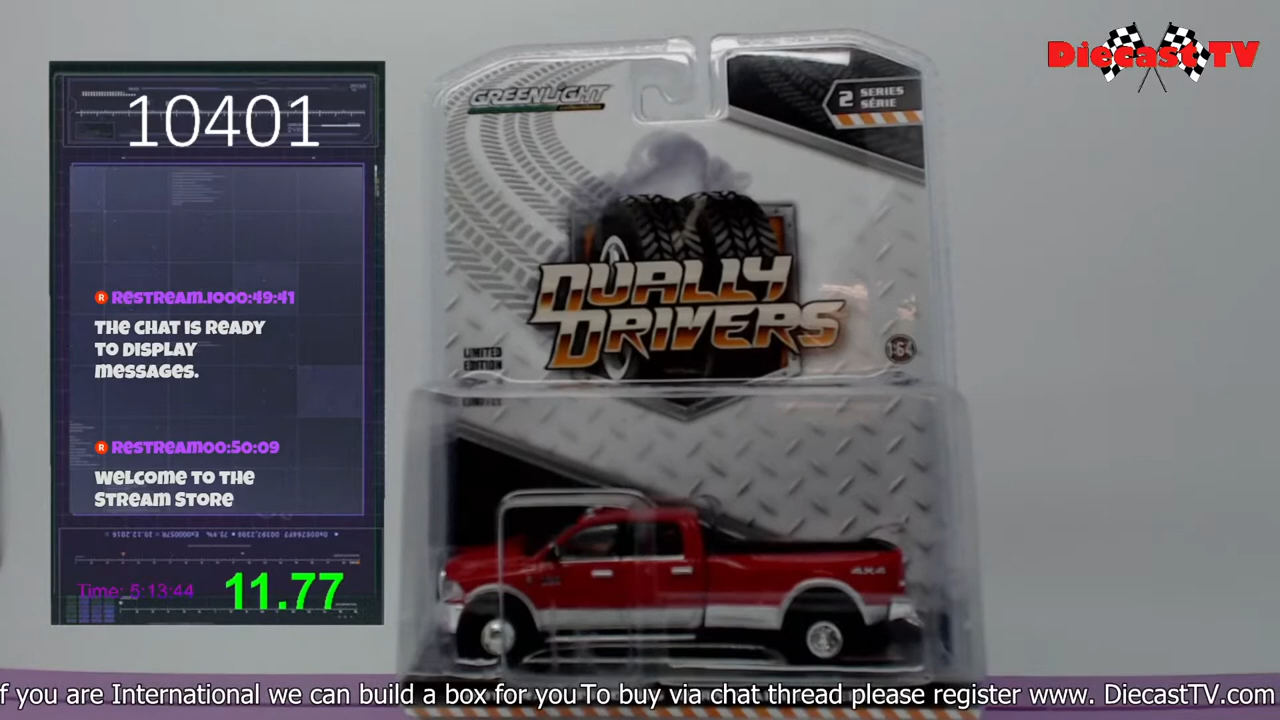 Diecast TV
10401
GREENLIGHT
2 SERIES
SÉRIE
Restream.1000:49:41
THE CHAT IS READY
TO DISPLAY
MESSAGES.
DUALLY
DRIVERS
LIMITED
EDITION
1:64
Restream00:50:09
WELCOME TO THE
STREAM STORE
4X4
Time: 5:13:44
11.77
f you are International we can build a box for you To buy via chat thread please register www. DiecastTV.com